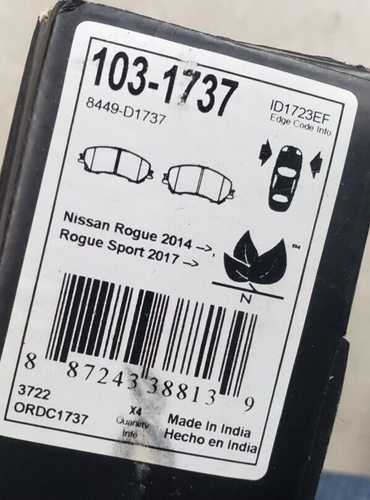 103-1737
8449-D1737
ID1723EF
Edge Code Info
Nissan Rogue 2014 -->,
Rogue Sport 2017 -->
™
N
8 87243 38813 9
3722
ORDC1737
X4
Quantity
Info
Made In India
Hecho en India